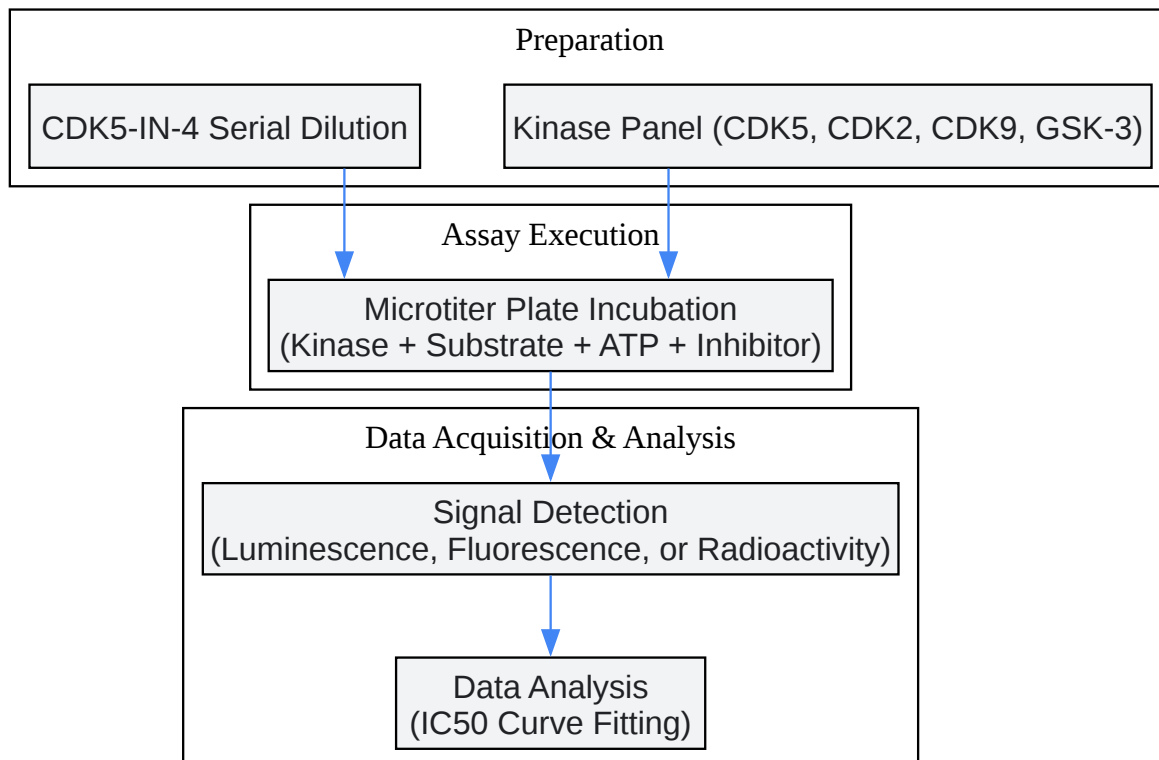 Preparation
CDK5-IN-4 Serial Dilution
Kinase Panel (CDK5, CDK2, CDK9, GSK-3)
Assay Execution
Microtiter Plate Incubation
(Kinase + Substrate + ATP + Inhibitor)
Data Acquisition & Analysis
Signal Detection
(Luminescence, Fluorescence, or Radioactivity)
Data Analysis
(IC50 Curve Fitting)